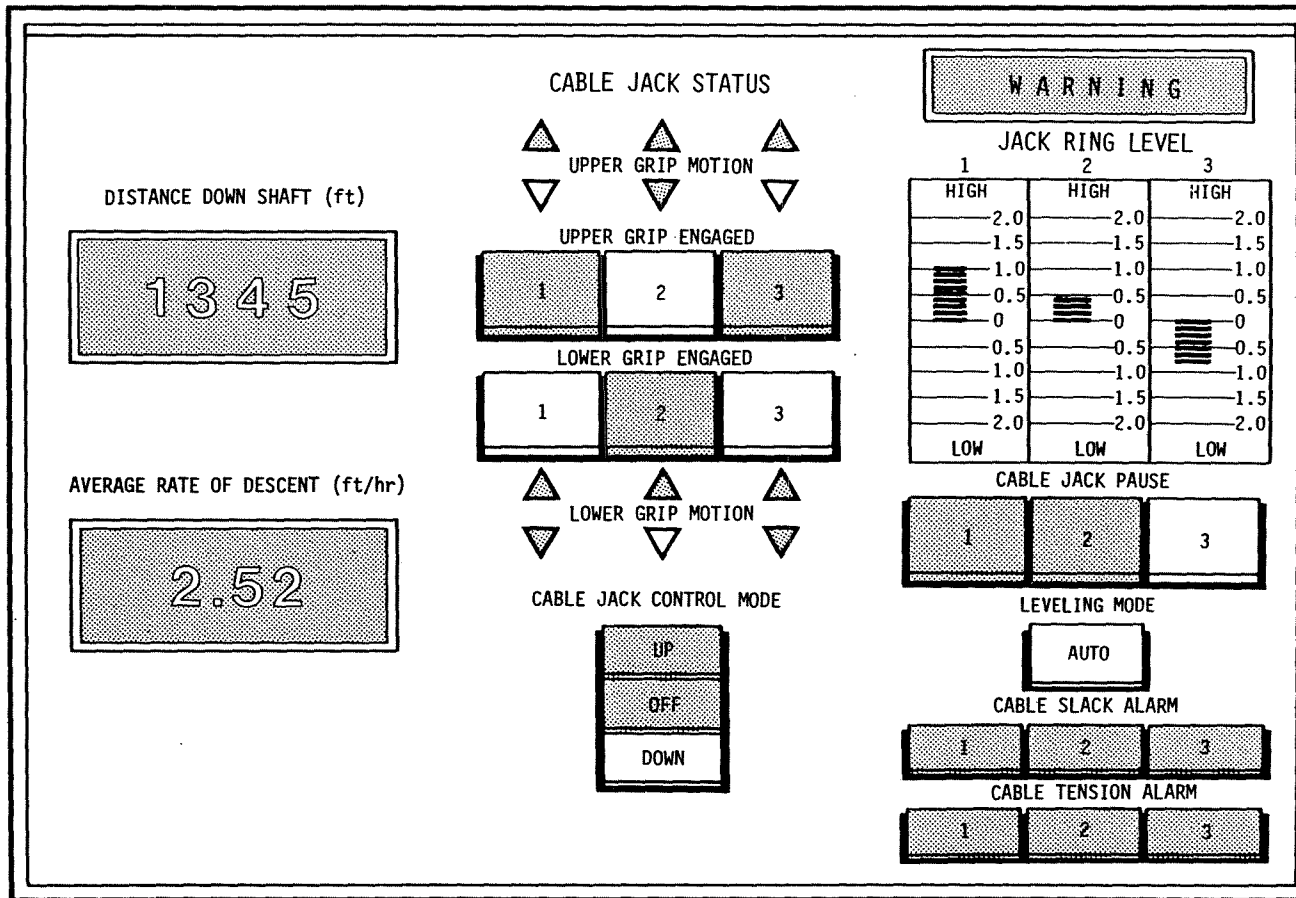 DISTANCE DOWN SHAFT (ft)
1345
AVERAGE RATE OF DESCENT (ft/hr)
2.52
CABLE JACK STATUS
UPPER GRIP MOTION
UPPER GRIP ENGAGED
1 2 3
LOWER GRIP ENGAGED
1 2 3
LOWER GRIP MOTION
CABLE JACK CONTROL MODE
UP
OFF
DOWN
WARNING
JACK RING LEVEL
1 2 3
HIGH HIGH HIGH
2.0 2.0 2.0
1.5 1.5 1.5
1.0 1.0 1.0
0.5 0.5 0.5
0 0 0
0.5 0.5 0.5
1.0 1.0 1.0
1.5 1.5 1.5
2.0 2.0 2.0
LOW LOW LOW
CABLE JACK PAUSE
1 2 3
LEVELING MODE
AUTO
CABLE SLACK ALARM
1 2 3
CABLE TENSION ALARM
1 2 3